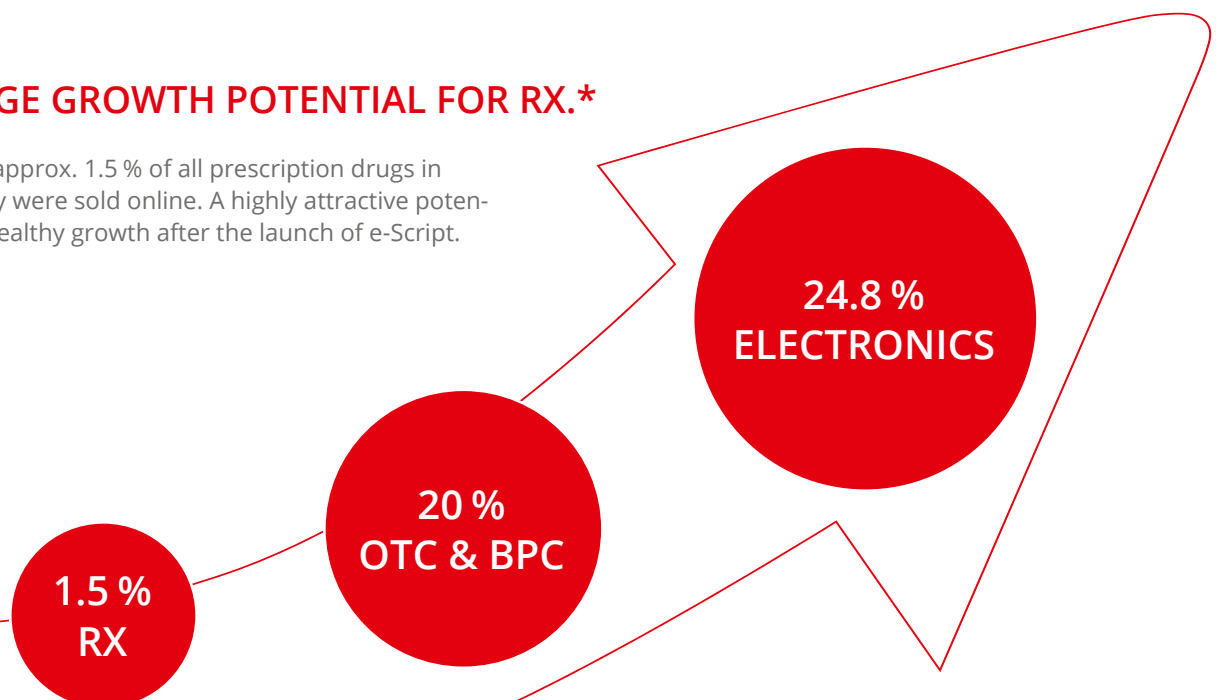 GE GROWTH POTENTIAL FOR RX.*
approx. 1.5 % of all prescription drugs in
y were sold online. A highly attractive poten-
ealthy growth after the launch of e-Script.
24.8 %
ELECTRONICS
20 %
OTC & BPC
1.5 %
RX